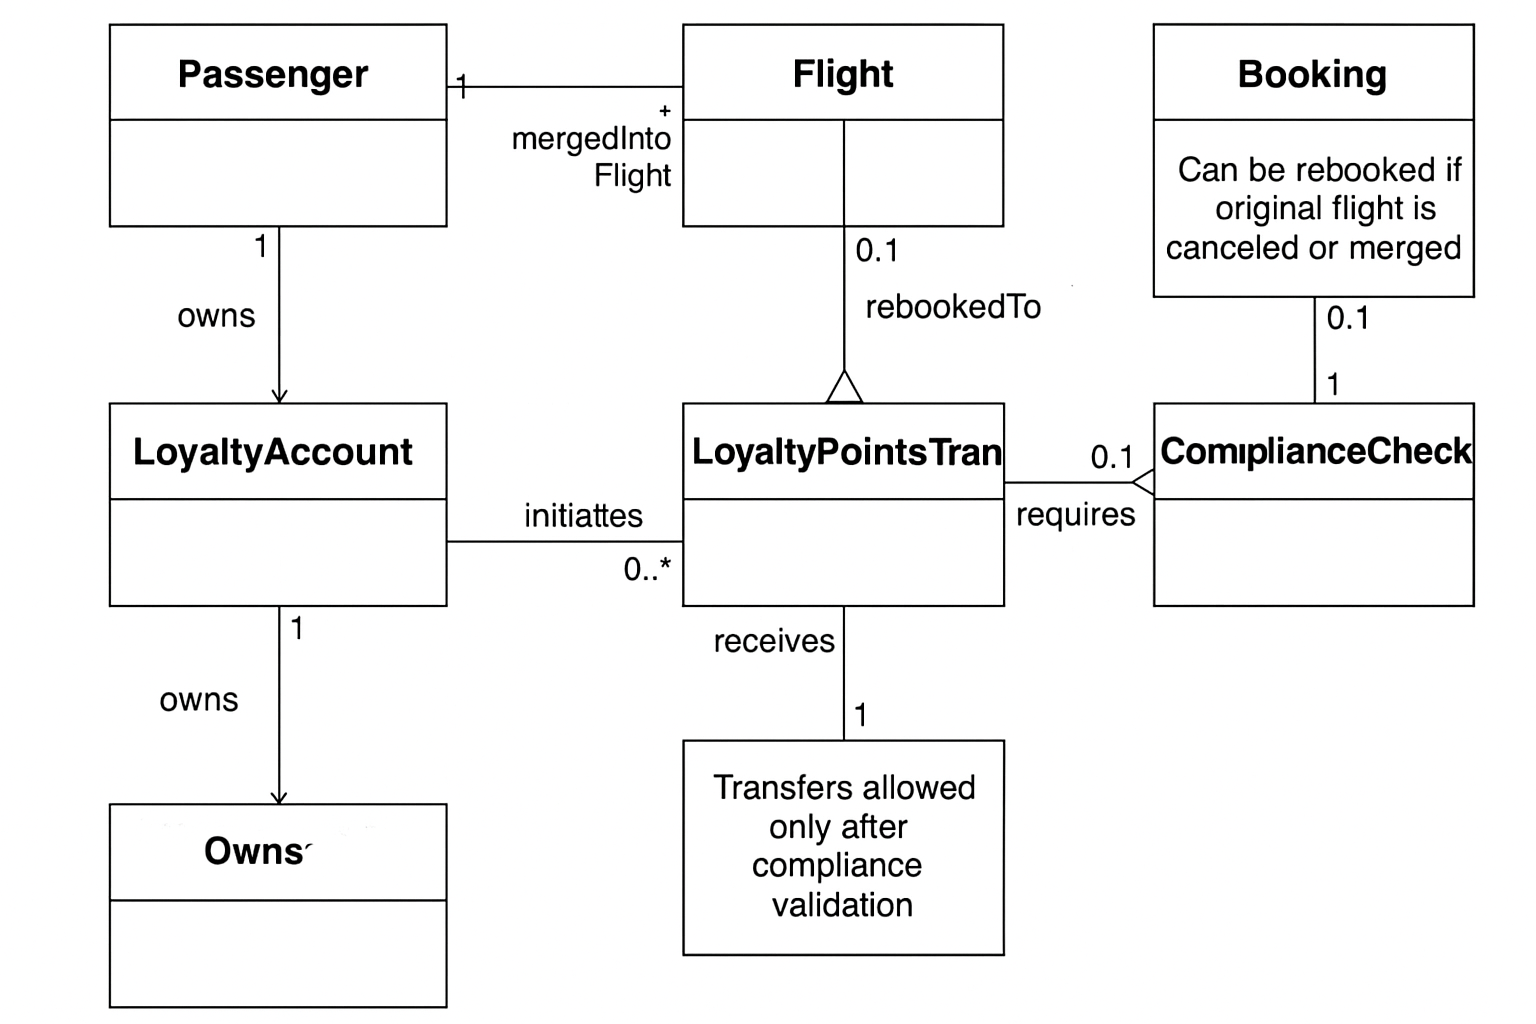 Passenger
Flight
Booking
1
+
mergedInto
Flight
Can be rebooked if
original flight is
canceled or merged
1
owns
0.1
rebookedTo
0.1
1
LoyaltyAccount
LoyaltyPointsTran
0.1
requires
ComplianceCheck
initiattes
0..*
1
owns
receives
1
Owns
Transfers allowed
only after
compliance
validation